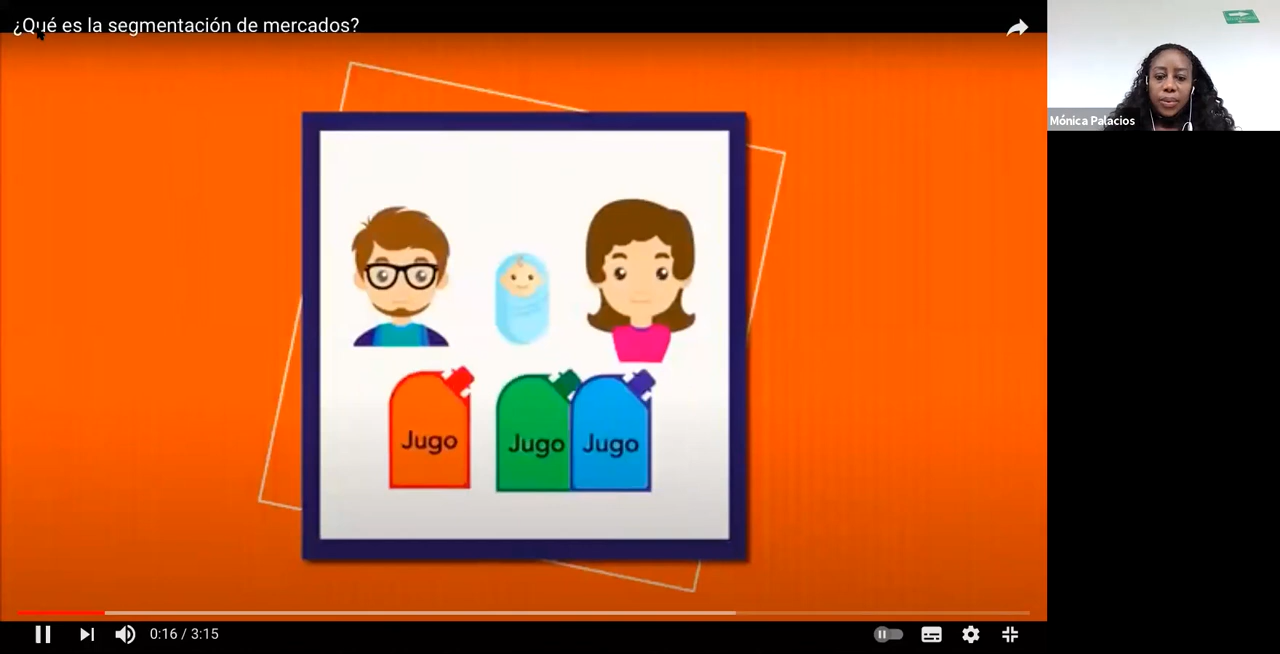 ¿Qué es la segmentación de mercados?
Mónica Palacios
Jugo
Jugo
Jugo
0:16 / 3:15